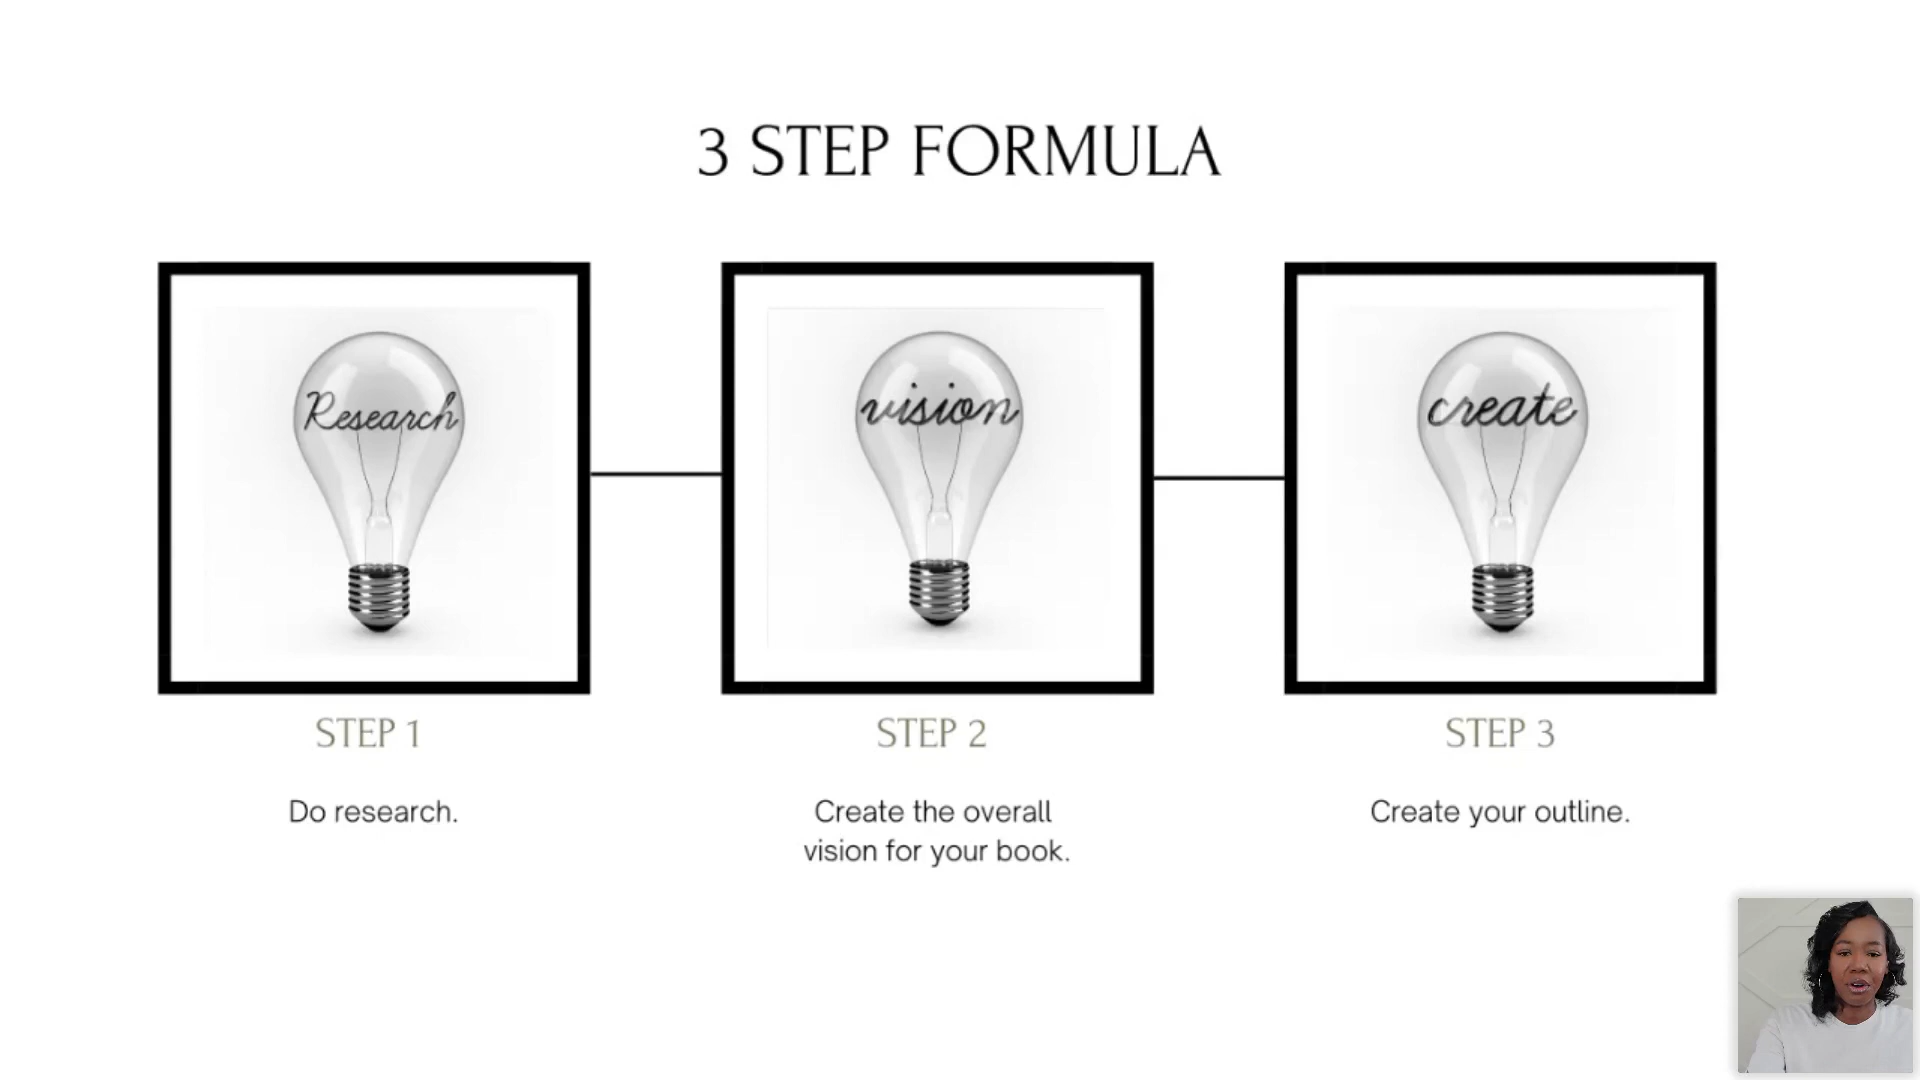 3 STEP FORMULA
Research
vision
create
STEP 1
STEP 2
STEP 3
Do research.
Create the overall
vision for your book.
Create your outline.